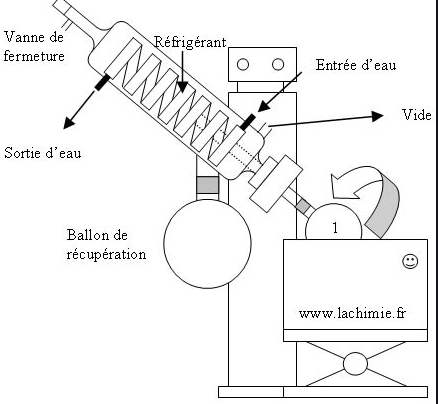 Vanne de
fermeture
Réfrigérant
Entrée d'eau
Vide
Sortie d'eau
Ballon de
récupération
1
www.lachimie.fr